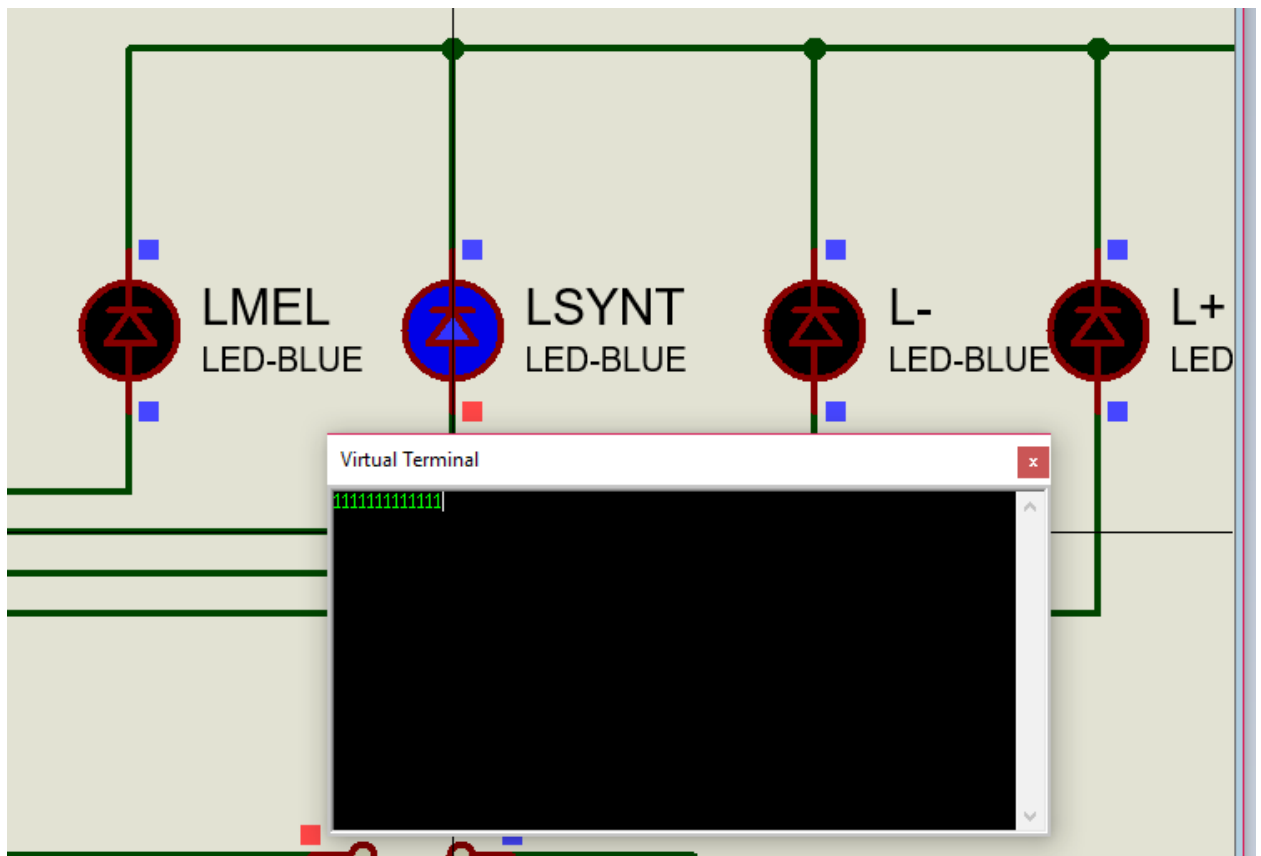 LMEL
LED-BLUE
LSYNT
LED-BLUE
L-
LED-BLUE
L+
LED
Virtual Terminal
1111111111111